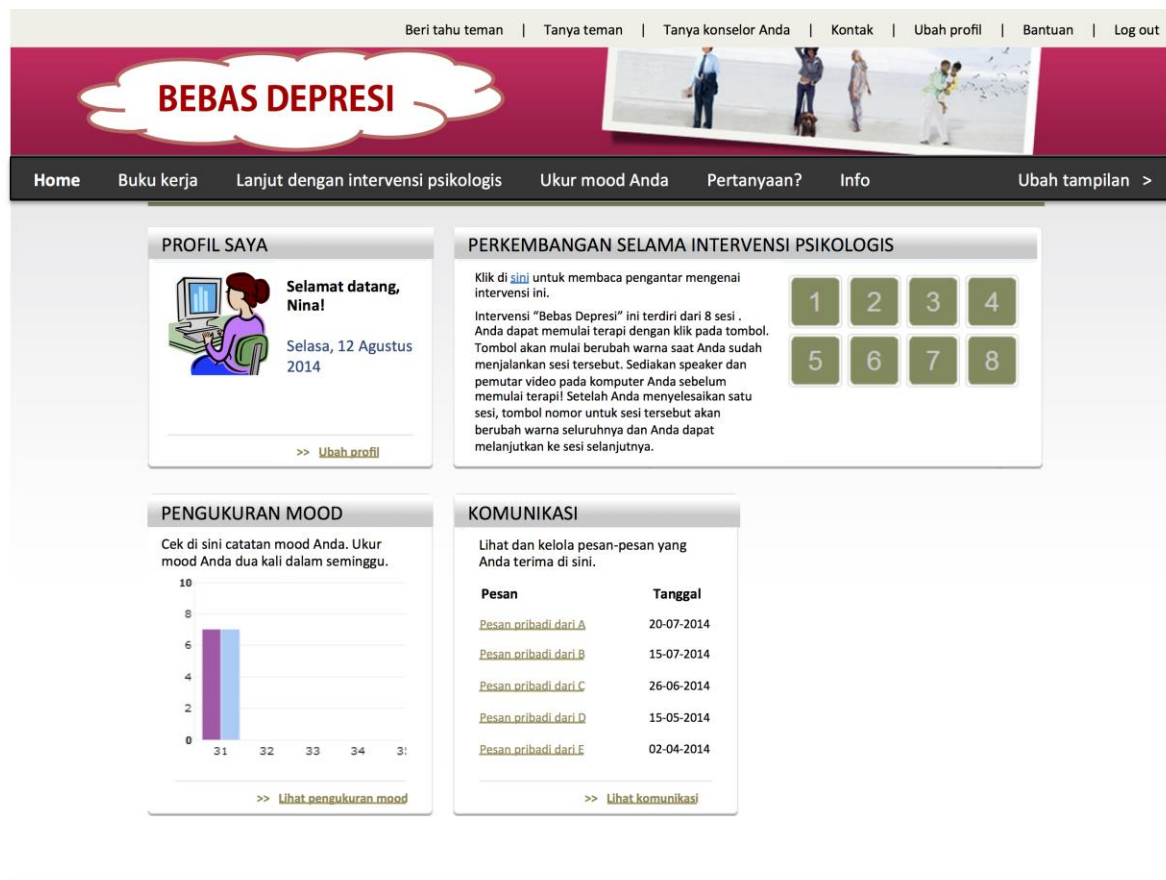 Beri tahu teman | Tanya teman | Tanya konselor Anda | Kontak | Ubah profil | Bantuan | Log out
BEBAS DEPRESI
Home Buku kerja Lanjut dengan intervensi psikologis Ukur mood Anda Pertanyaan? Info Ubah tampilan >
PROFIL SAYA
Selamat datang,
Nina!
Selasa, 12 Agustus
2014
>> Ubah profil
PERKEMBANGAN SELAMA INTERVENSI PSIKOLOGIS
Klik di sini untuk membaca pengantar mengenai
intervensi ini.
Intervensi “Bebas Depresi” ini terdiri dari 8 sesi .
Anda dapat memulai terapi dengan klik pada tombol.
Tombol akan mulai berubah warna saat Anda sudah
menjalankan sesi tersebut. Sediakan speaker dan
pemutar video pada komputer Anda sebelum
memulai terapi! Setelah Anda menyelesaikan satu
sesi, tombol nomor untuk sesi tersebut akan
berubah warna seluruhnya dan Anda dapat
melanjutkan ke sesi selanjutnya.
1 2 3 4
5 6 7 8
PENGUKURAN MOOD
Cek di sini catatan mood Anda. Ukur
mood Anda dua kali dalam seminggu.
10
8
6
4
2
0
31 32 33 34
>> Lihat pengukuran mood
KOMUNIKASI
Lihat dan kelola pesan-pesan yang
Anda terima di sini.
Pesan Tanggal
Pesan pribadi dari A 20-07-2014
Pesan pribadi dari B 15-07-2014
Pesan pribadi dari C 26-06-2014
Pesan pribadi dari D 15-05-2014
Pesan pribadi dari E 02-04-2014
>> Lihat komunikasi